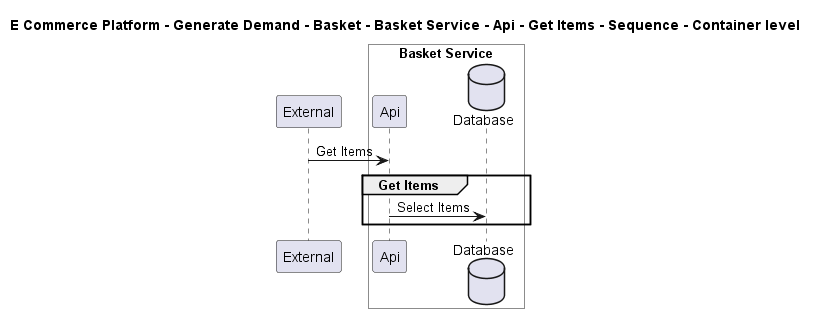 E Commerce Platform - Generate Demand - Basket - Basket Service - Api - Get Items - Sequence - Container level
Basket Service
External
Api
Database
Get Items
Get Items
Select Items
External
Api
Database